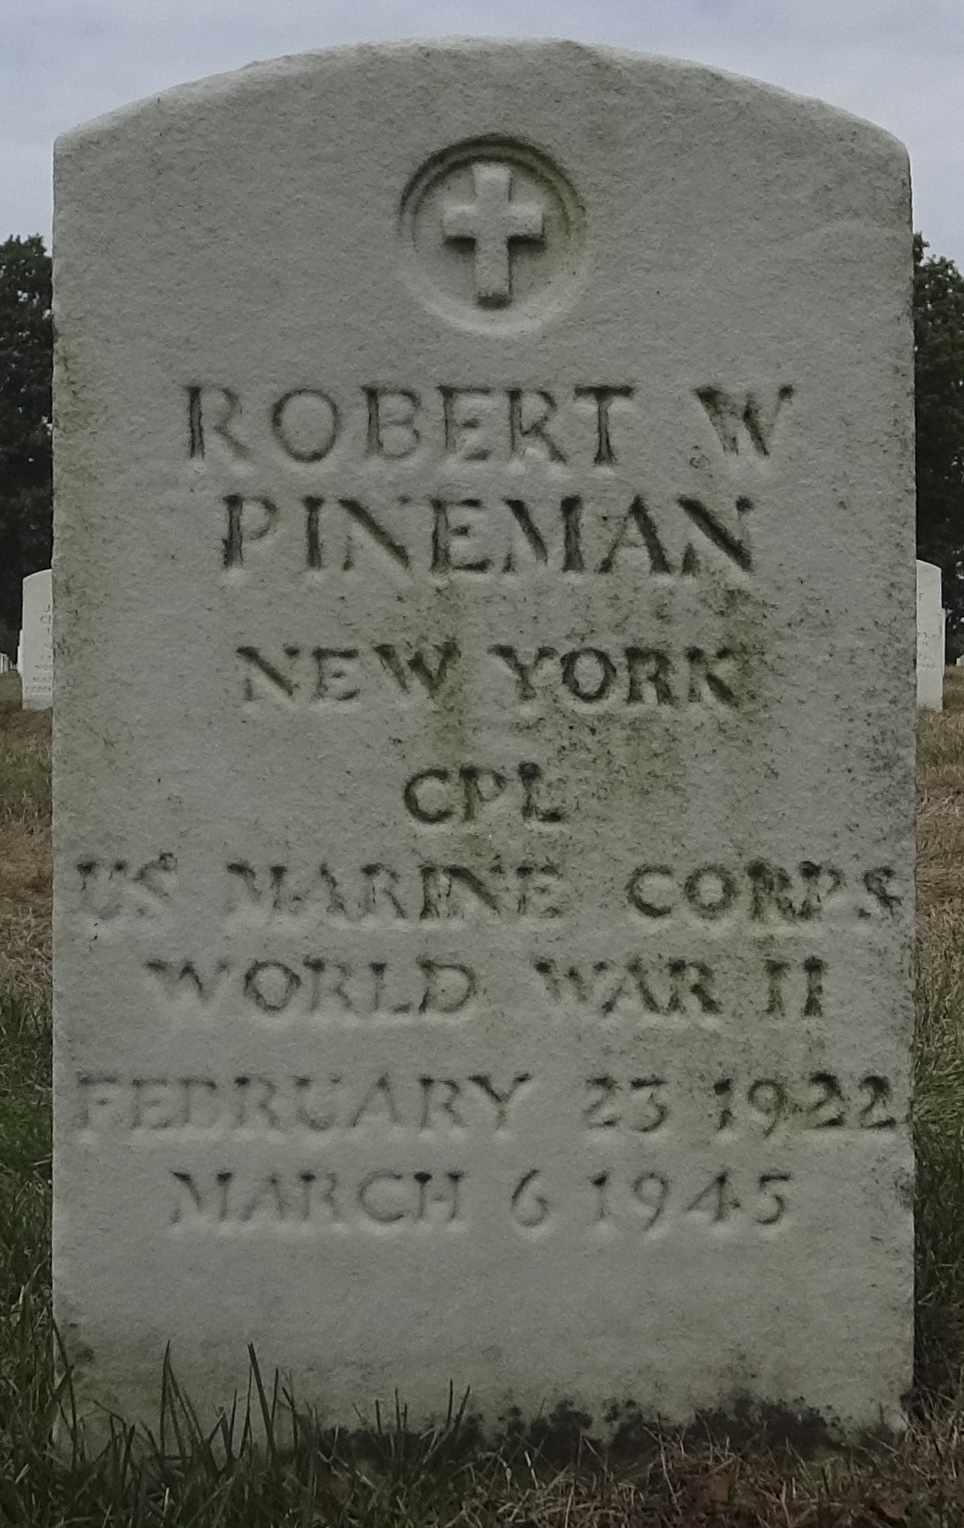 ROBERT W
PINEMAN
NEW YORK
CPL
US MARINE CORPS
WORLD WAR II
FEBRUARY 23 1922
MARCH 6 1945